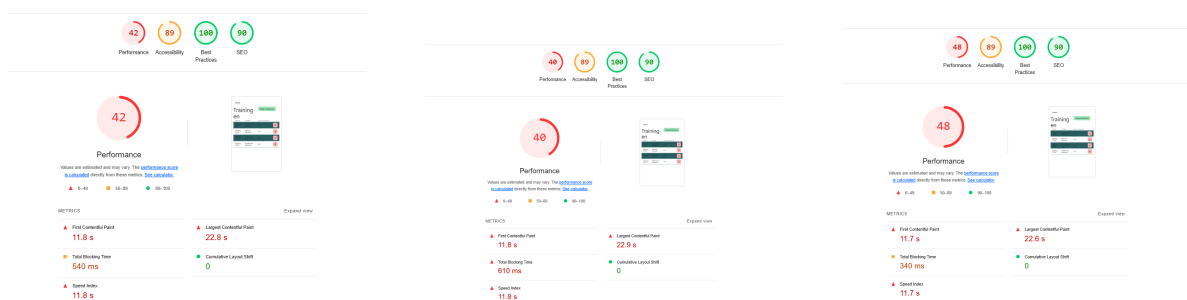 42
89
100
90
Performance
Accessibility
Best
Practices
SEO
42
Performance
Values are estimated and may vary. The performance score
is calculated directly from these metrics. See calculator.
0–49
50–89
90–100
Training
en
METRICS
Expand view
First Contentful Paint
11.8 s
Largest Contentful Paint
22.8 s
Total Blocking Time
540 ms
Cumulative Layout Shift
0
Speed Index
11.8 s
40
89
100
90
Performance
Accessibility
Best
Practices
SEO
40
Performance
Values are estimated and may vary. The performance score
is calculated directly from these metrics. See calculator.
0–49
50–89
90–100
Training
en
METRICS
Expand view
First Contentful Paint
11.8 s
Largest Contentful Paint
22.9 s
Total Blocking Time
610 ms
Cumulative Layout Shift
0
Speed Index
11.8 s
48
89
100
90
Performance
Accessibility
Best
Practices
SEO
48
Performance
Values are estimated and may vary. The performance score
is calculated directly from these metrics. See calculator.
0–49
50–89
90–100
Training
en
METRICS
Expand view
First Contentful Paint
11.7 s
Largest Contentful Paint
22.6 s
Total Blocking Time
340 ms
Cumulative Layout Shift
0
Speed Index
11.7 s